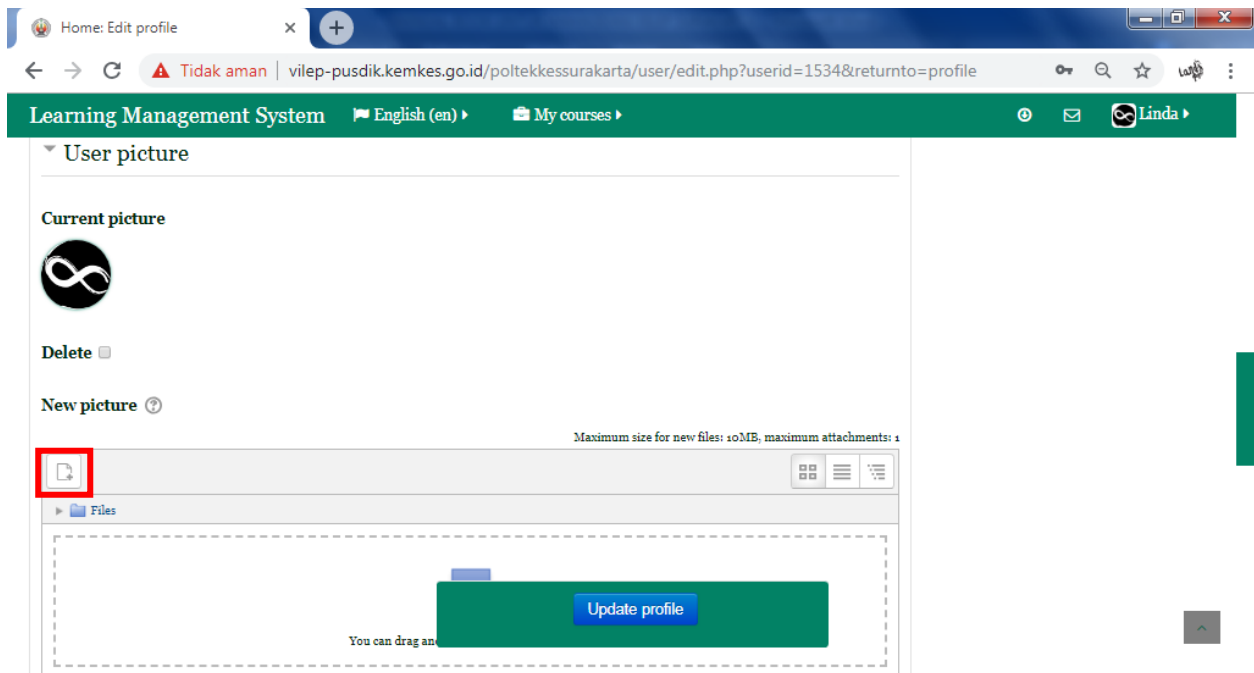 Home: Edit profile
Tidak aman | vilep-pusdik.kemkes.go.id/poltekkessurakarta/user/edit.php?userid=1534&returnto=profile
Learning Management System English (en) My courses Linda
User picture
Current picture
Delete
New picture
Maximum size for new files: 10MB, maximum attachments: 1
Files
Update profile
You can drag an